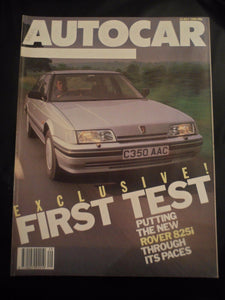 AUTOCAR
C350 AAC
EXCLUSIVE!
FIRST TEST
PUTTING
THE NEW
ROVER 825i
THROUGH
ITS PACES